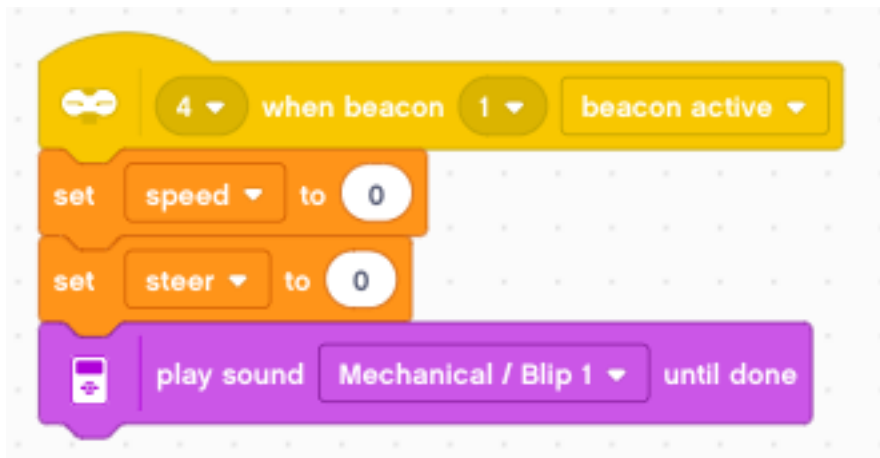 4 when beacon 1 beacon active
set speed to 0
set steer to 0
play sound Mechanical / Blip 1 until done